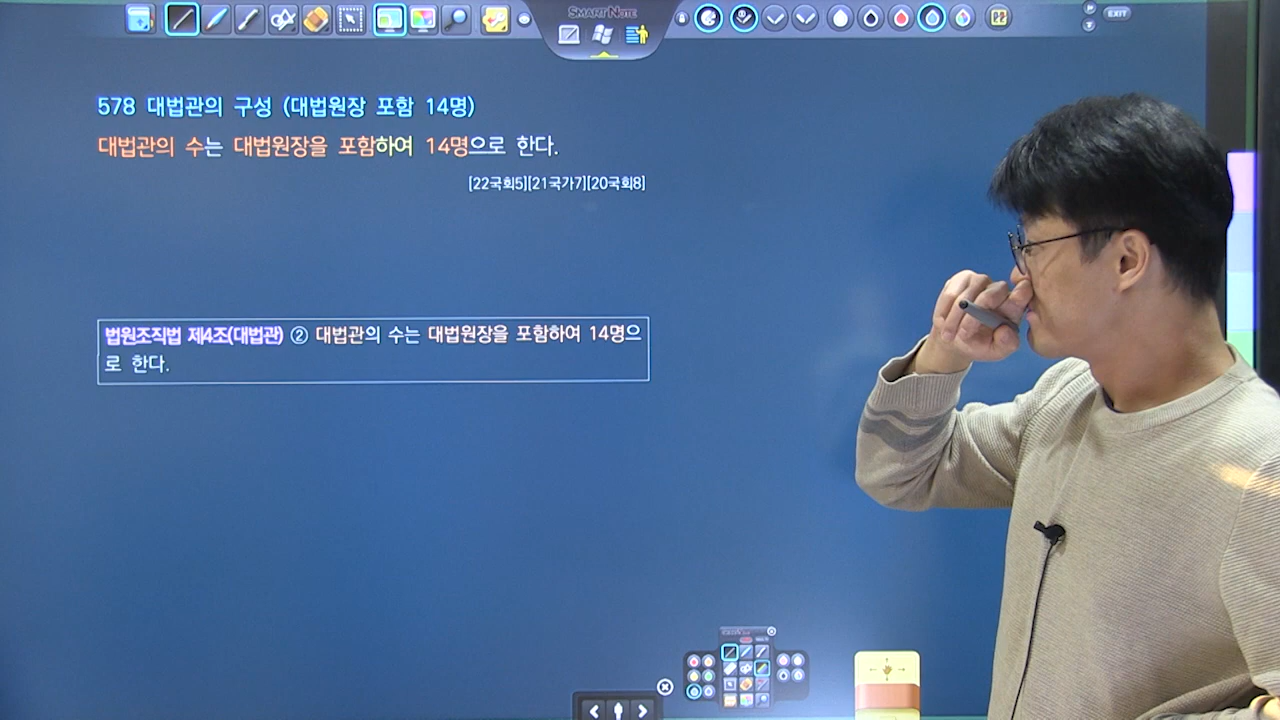 SMARTNOTE
EXIT
578 대법관의 구성 (대법원장 포함 14명)
대법관의 수는 대법원장을 포함하여 14명으로 한다.
[22국회5][21국가7][20국회8]
법원조직법 제4조(대법관) ② 대법관의 수는 대법원장을 포함하여 14명으
로 한다.